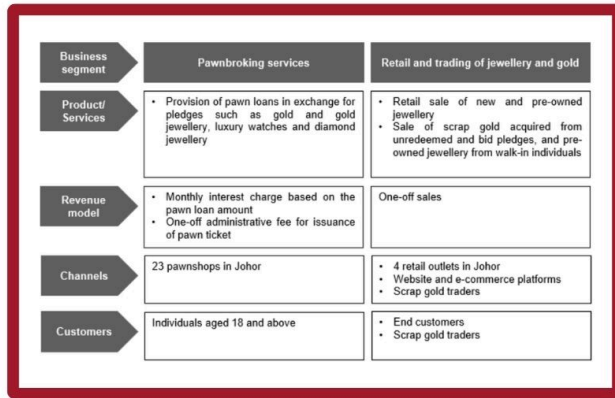 Business
segment
Pawnbroking services
Retail and trading of jewellery and gold
Product/
Services
• Provision of pawn loans in exchange for
pledges such as gold and gold
jewellery, luxury watches and diamond
jewellery
• Retail sale of new and pre-owned
jewellery
• Sale of scrap gold acquired from
unredeemed and bid pledges, and pre-
owned jewellery from walk-in individuals
Revenue
model
• Monthly interest charge based on the
pawn loan amount
• One-off administrative fee for issuance
of pawn ticket
One-off sales
Channels
23 pawnshops in Johor
• 4 retail outlets in Johor
• Website and e-commerce platforms
• Scrap gold traders
Customers
Individuals aged 18 and above
• End customers
• Scrap gold traders